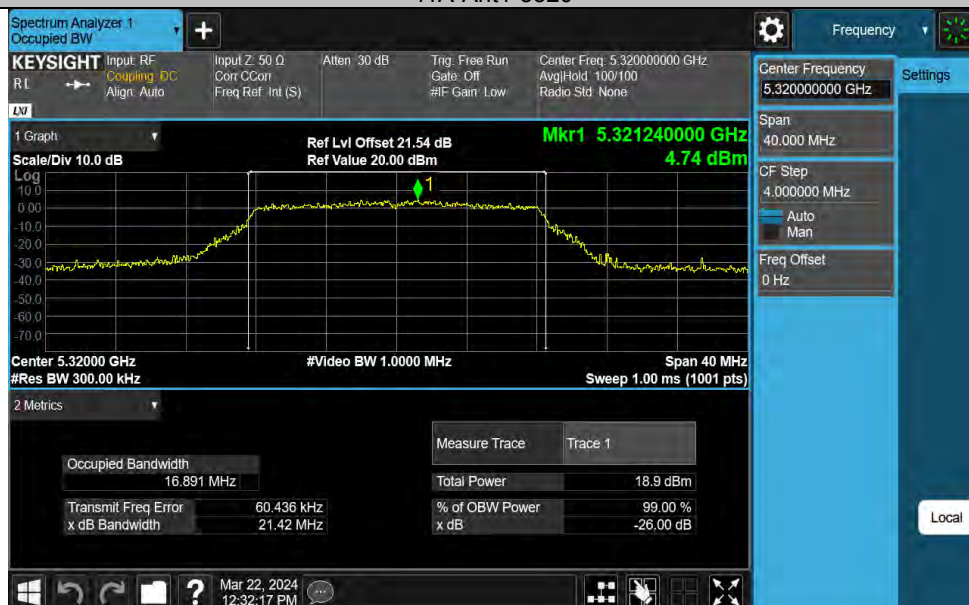 Spectrum Analyzer 1
Occupied BW
Frequency
KEYSIGHT
R L
LXI
Input: RF
Coupling: DC
Align: Auto
Input Z: 50 Ω
Corr CCorr
Freq Ref: Int (S)
Atten: 30 dB
Trig: Free Run
Gate: Off
#IF Gain: Low
Center Freq: 5.320000000 GHz
Avg|Hold: 100/100
Radio Std: None
Center Frequency
5.320000000 GHz
Settings
Span
40.000 MHz
CF Step
4.000000 MHz
Auto
Man
Freq Offset
0 Hz
Local
1 Graph
Scale/Div 10.0 dB
Ref Lvl Offset 21.54 dB
Ref Value 20.00 dBm
Mkr1 5.321240000 GHz
4.74 dBm
Log
10.0
0.00
-10.0
-20.0
-30.0
-40.0
-50.0
-60.0
-70.0
1
Center 5.32000 GHz
#Res BW 300.00 kHz
#Video BW 1.0000 MHz
Span 40 MHz
Sweep 1.00 ms (1001 pts)
2 Metrics
Measure Trace
Trace 1
Occupied Bandwidth
16.891 MHz
Total Power
18.9 dBm
Transmit Freq Error
60.436 kHz
% of OBW Power
99.00 %
x dB Bandwidth
21.42 MHz
x dB
-26.00 dB
Mar 22, 2024
12:32:17 PM